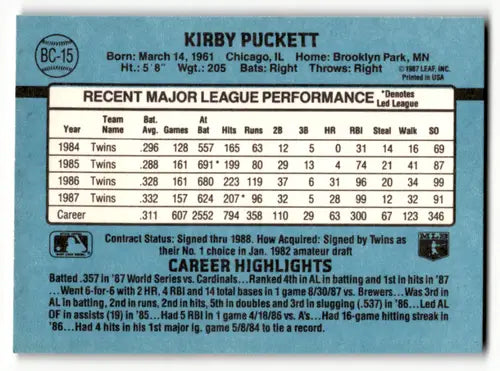 BC-15
KIRBY PUCKETT
Born: March 14, 1961 Chicago, IL Home: Brooklyn Park, MN
Ht.: 5'8" Wgt.: 205 Bats: Right Throws: Right
©1987 LEAF, INC.
Printed in USA
RECENT MAJOR LEAGUE PERFORMANCE *Denotes Led League
Year Team Name Bat. Avg. Games At Bat Hits Runs 2B 3B HR RBI Steal Walk SO
1984 Twins .296 128 557 165 63 12 5 0 31 14 16 69
1985 Twins .288 161 691* 199 80 29 13 4 74 21 41 87
1986 Twins .328 161 680 223 119 37 6 31 96 20 34 99
1987 Twins .332 157 624 207* 96 32 5 28 99 12 32 91
Career .311 607 2552 794 358 110 29 63 300 67 123 346
Contract Status: Signed thru 1988. How Acquired: Signed by Twins as
their No. 1 choice in Jan. 1982 amateur draft
CAREER HIGHLIGHTS
Batted .357 in '87 World Series vs. Cardinals...Ranked 4th in AL in batting and 1st in hits in '87
...Went 6-for-6 with 2 HR, 4 RBI and 14 total bases in 1 game 8/30/87 vs. Brewers...Was 3rd in
AL in batting, 2nd in runs, 2nd in hits, 5th in doubles and 3rd in slugging (.537) in '86...Led AL
OF in assists (19) in '85...Had 5 RBI in 1 game 4/18/86 vs. A's...Had 16-game hitting streak in
'86...Had 4 hits in his 1st major lg. game 5/8/84 to tie a record.